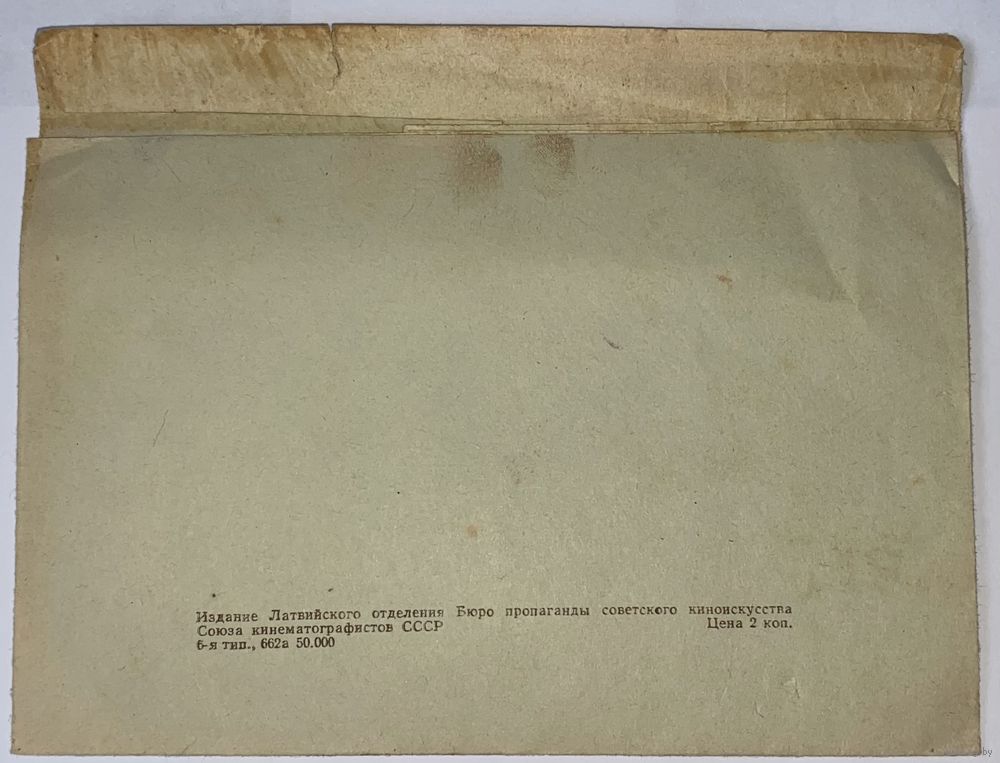 Издание Латвийского отделения Бюро пропаганды советского киноискусства
Союза кинематографистов СССР Цена 2 коп.
6-я тип., 662а 50.000